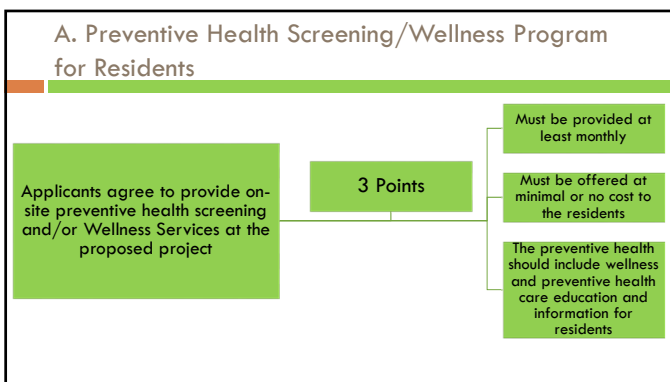 A. Preventive Health Screening/Wellness Program
for Residents
Applicants agree to provide on-
site preventive health screening
and/or Wellness Services at the
proposed project
3 Points
Must be provided at
least monthly
Must be offered at
minimal or no cost to
the residents
The preventive health
should include wellness
and preventive health
care education and
information for
residents